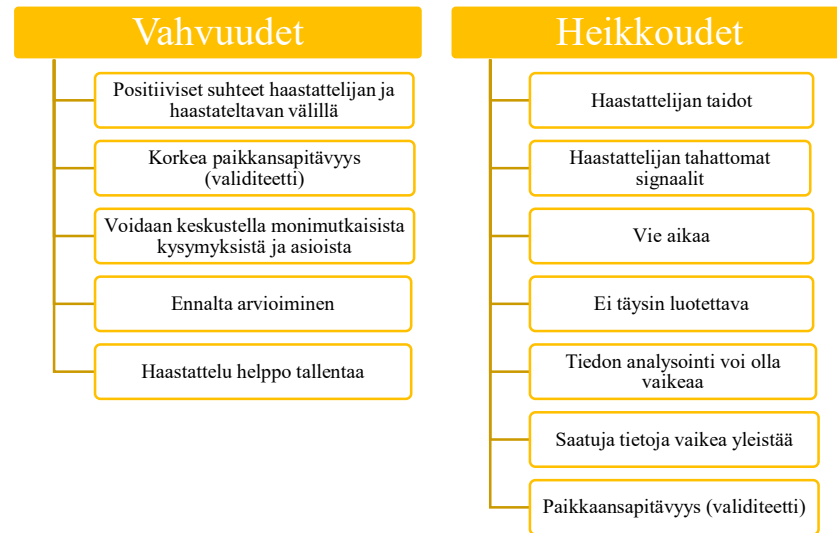 Vahvuudet
Positiiviset suhteet haastattelijan ja
haastateltavan välillä
Korkea paikkansapitävyys
(validiteetti)
Voidaan keskustella monimutkaisista
kysymyksistä ja asioista
Ennalta arvioiminen
Haastattelu helppo tallentaa
Heikkoudet
Haastattelijan taidot
Haastattelijan tahattomat
signaalit
Vie aikaa
Ei täysin luotettava
Tiedon analysointi voi olla
vaikeaa
Saatuja tietoja vaikea yleistää
Paikkaansapitävyys (validiteetti)